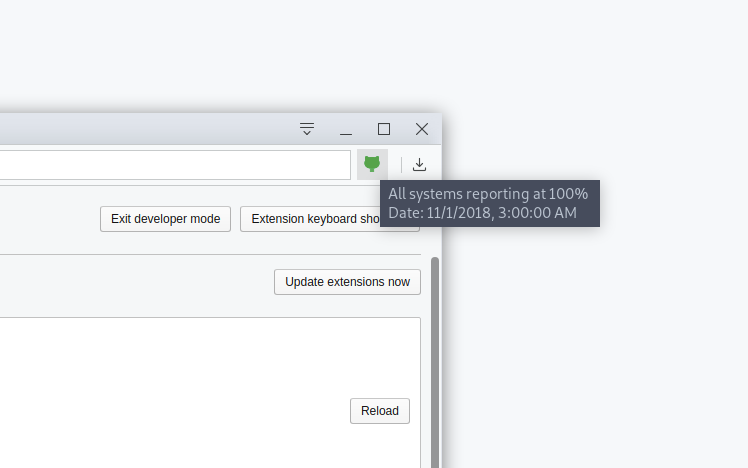 All systems reporting at 100%
Date: 11/1/2018, 3:00:00 AM
Exit developer mode
Extension keyboard sho
Update extensions now
Reload